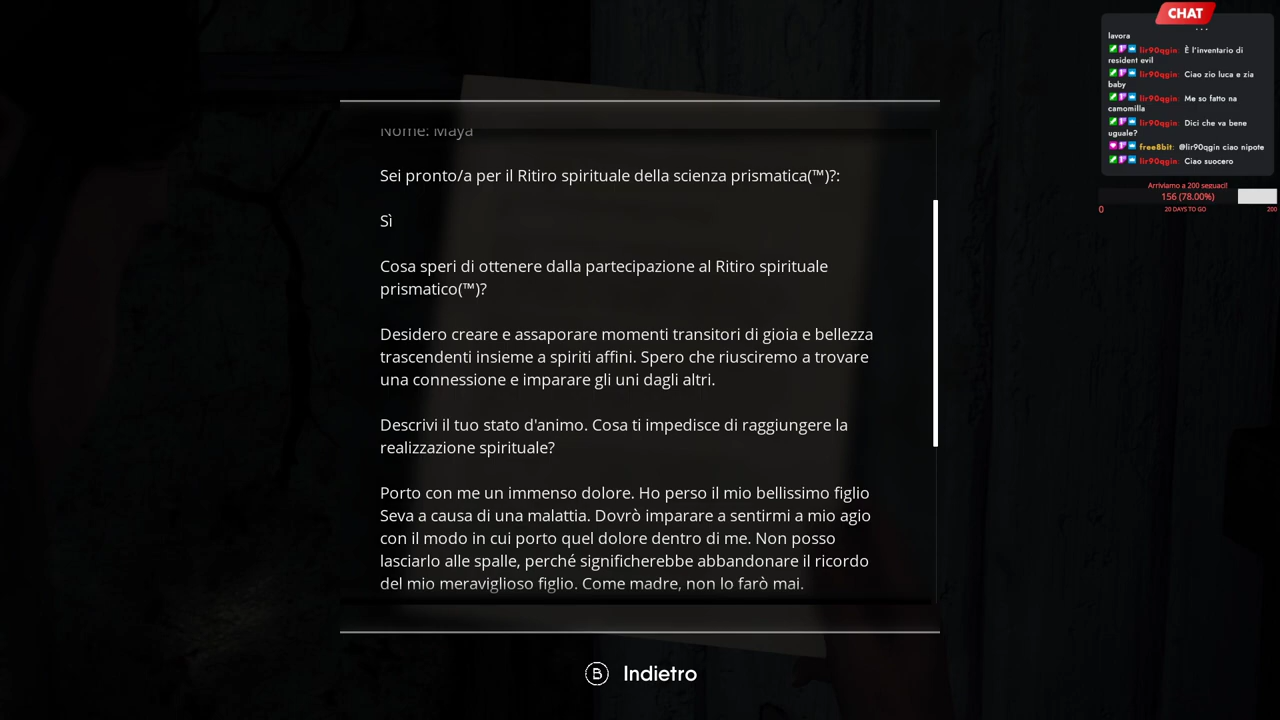 Nome: Maya
Sei pronto/a per il Ritiro spirituale della scienza prismatica(™)?:
Sì
Cosa speri di ottenere dalla partecipazione al Ritiro spirituale
prismatico(™)?
Desidero creare e assaporare momenti transitori di gioia e bellezza
trascendenti insieme a spiriti affini. Spero che riusciremo a trovare
una connessione e imparare gli uni dagli altri.
Descrivi il tuo stato d'animo. Cosa ti impedisce di raggiungere la
realizzazione spirituale?
Porto con me un immenso dolore. Ho perso il mio bellissimo figlio
Seva a causa di una malattia. Dovrò imparare a sentirmi a mio agio
con il modo in cui porto quel dolore dentro di me. Non posso
lasciarlo alle spalle, perché significherebbe abbandonare il ricordo
del mio meraviglioso figlio. Come madre, non lo farò mai.
B Indietro
CHAT
lavora
lir90qgin: È l'inventario di
resident evil
lir90qgin: Ciao zio luca e zia
baby
lir90qgin: Me so fatto na
camomilla
lir90qgin: Dici che va bene
uguale?
free8bit: @lir90qgin ciao nipote
lir90qgin: Ciao suocero
Arriviamo a 200 seguaci!
156 (78.00%)
0 20 DAYS TO GO 200